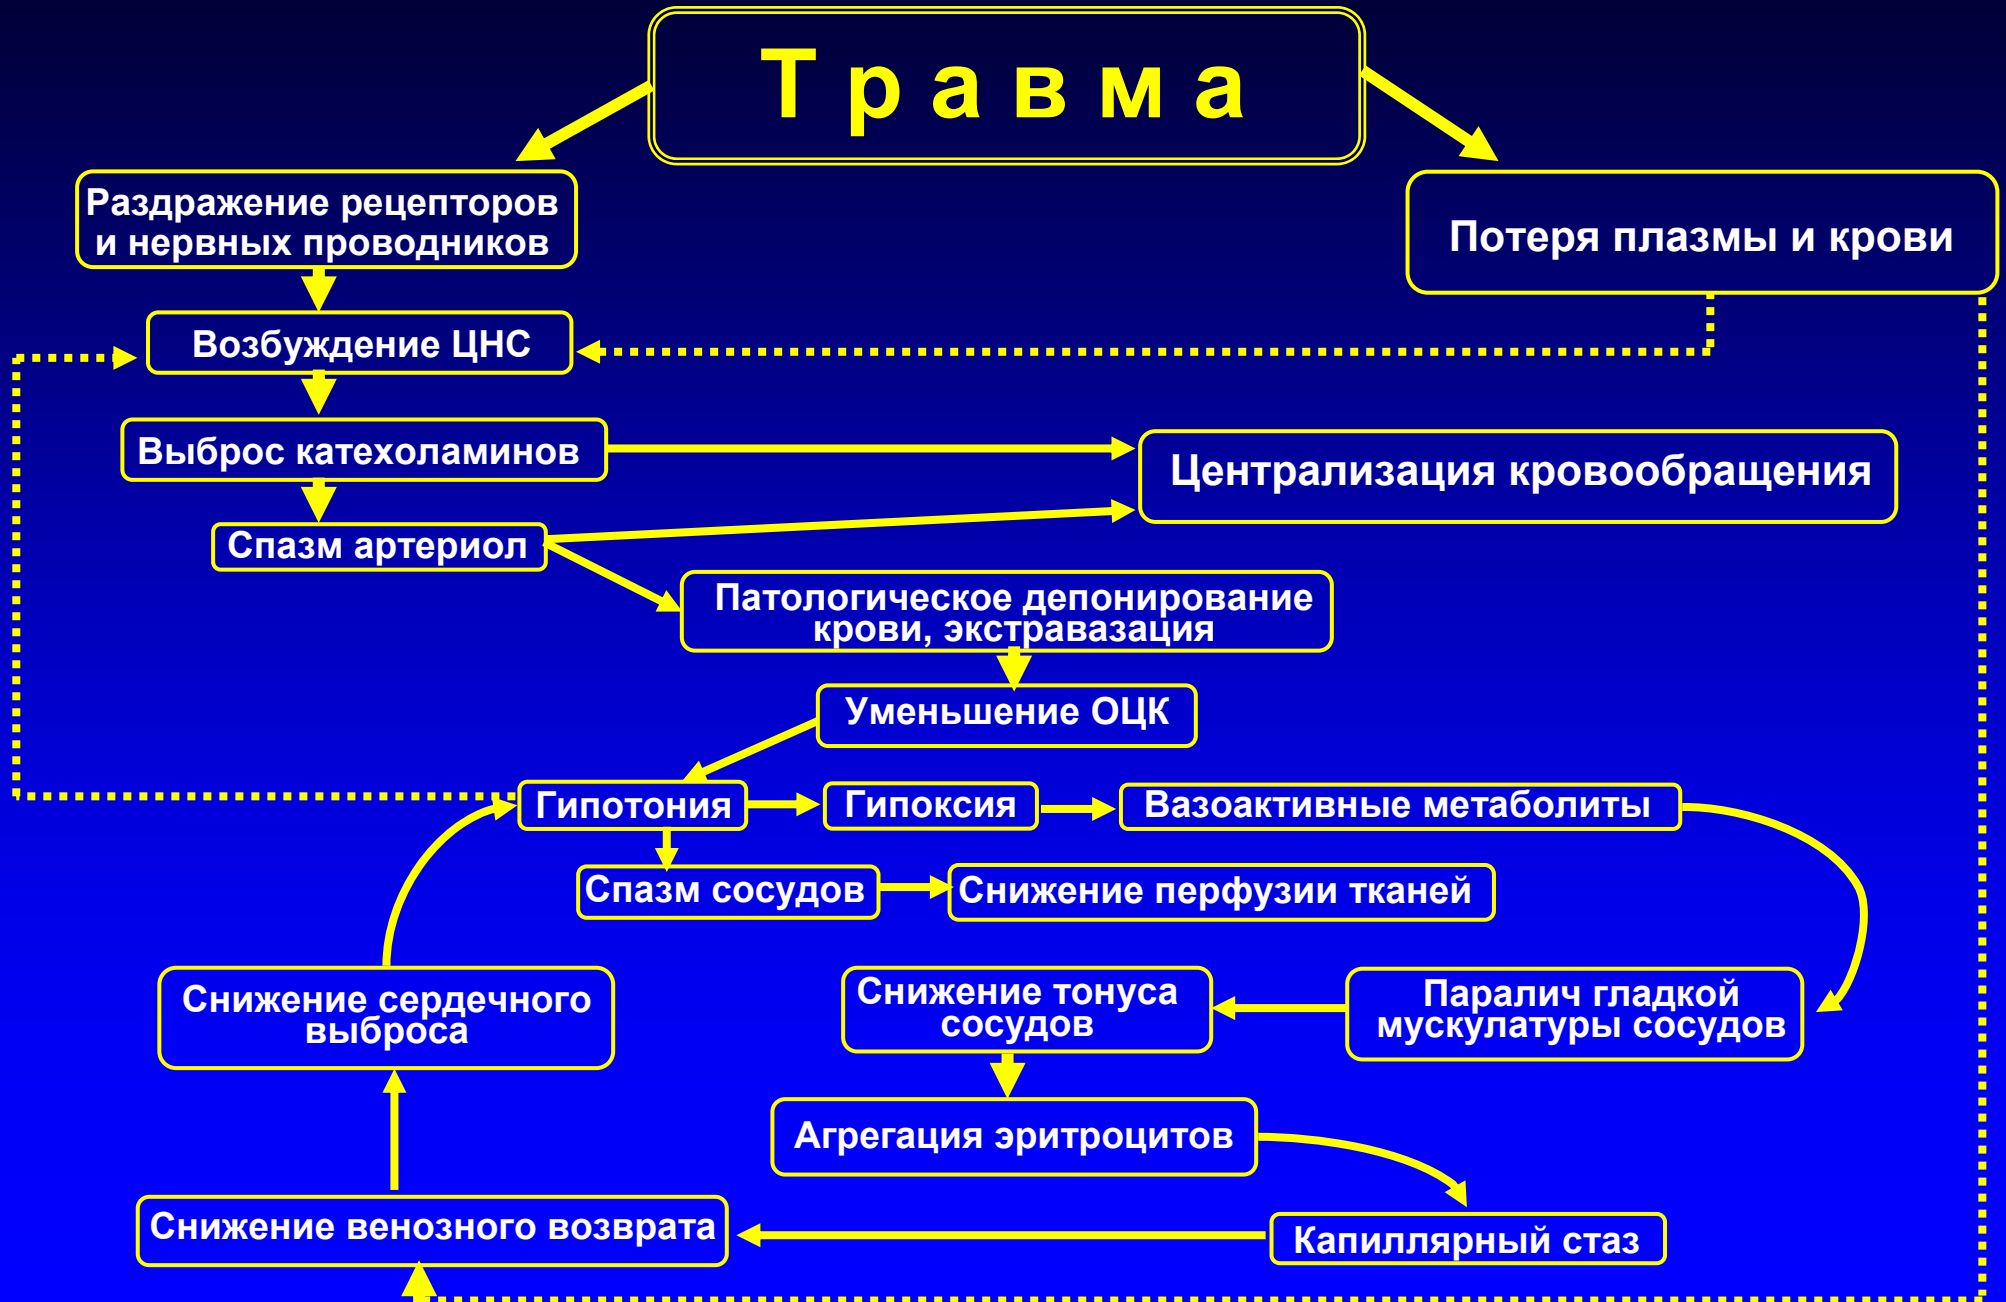 Травма
Раздражение рецепторов
и нервных проводников
Потеря плазмы и крови
Возбуждение ЦНС
Выброс катехоламинов
Централизация кровообращения
Спазм артериол
Патологическое депонирование
крови, экстравазация
Уменьшение ОЦК
Гипотония
Гипоксия
Вазоактивные метаболиты
Спазм сосудов
Снижение перфузии тканей
Снижение сердечного
выброса
Снижение тонуса
сосудов
Паралич гладкой
мускулатуры сосудов
Агрегация эритроцитов
Снижение венозного возврата
Капиллярный стаз